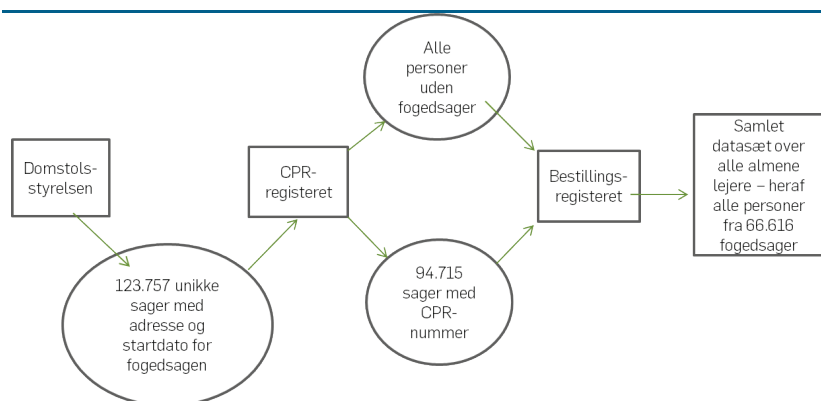 Domstols-
styrelsen
123.757 unikke
sager med
adresse og
startdato for
fogedsagen
CPR-
registeret
Alle
personer
uden
fogedsager
94.715
sager med
CPR-
nummer
Bestillings-
registeret
Samlet
datasæt over
alle almene
lejere – heraf
alle personer
fra 66.616
fogedsager